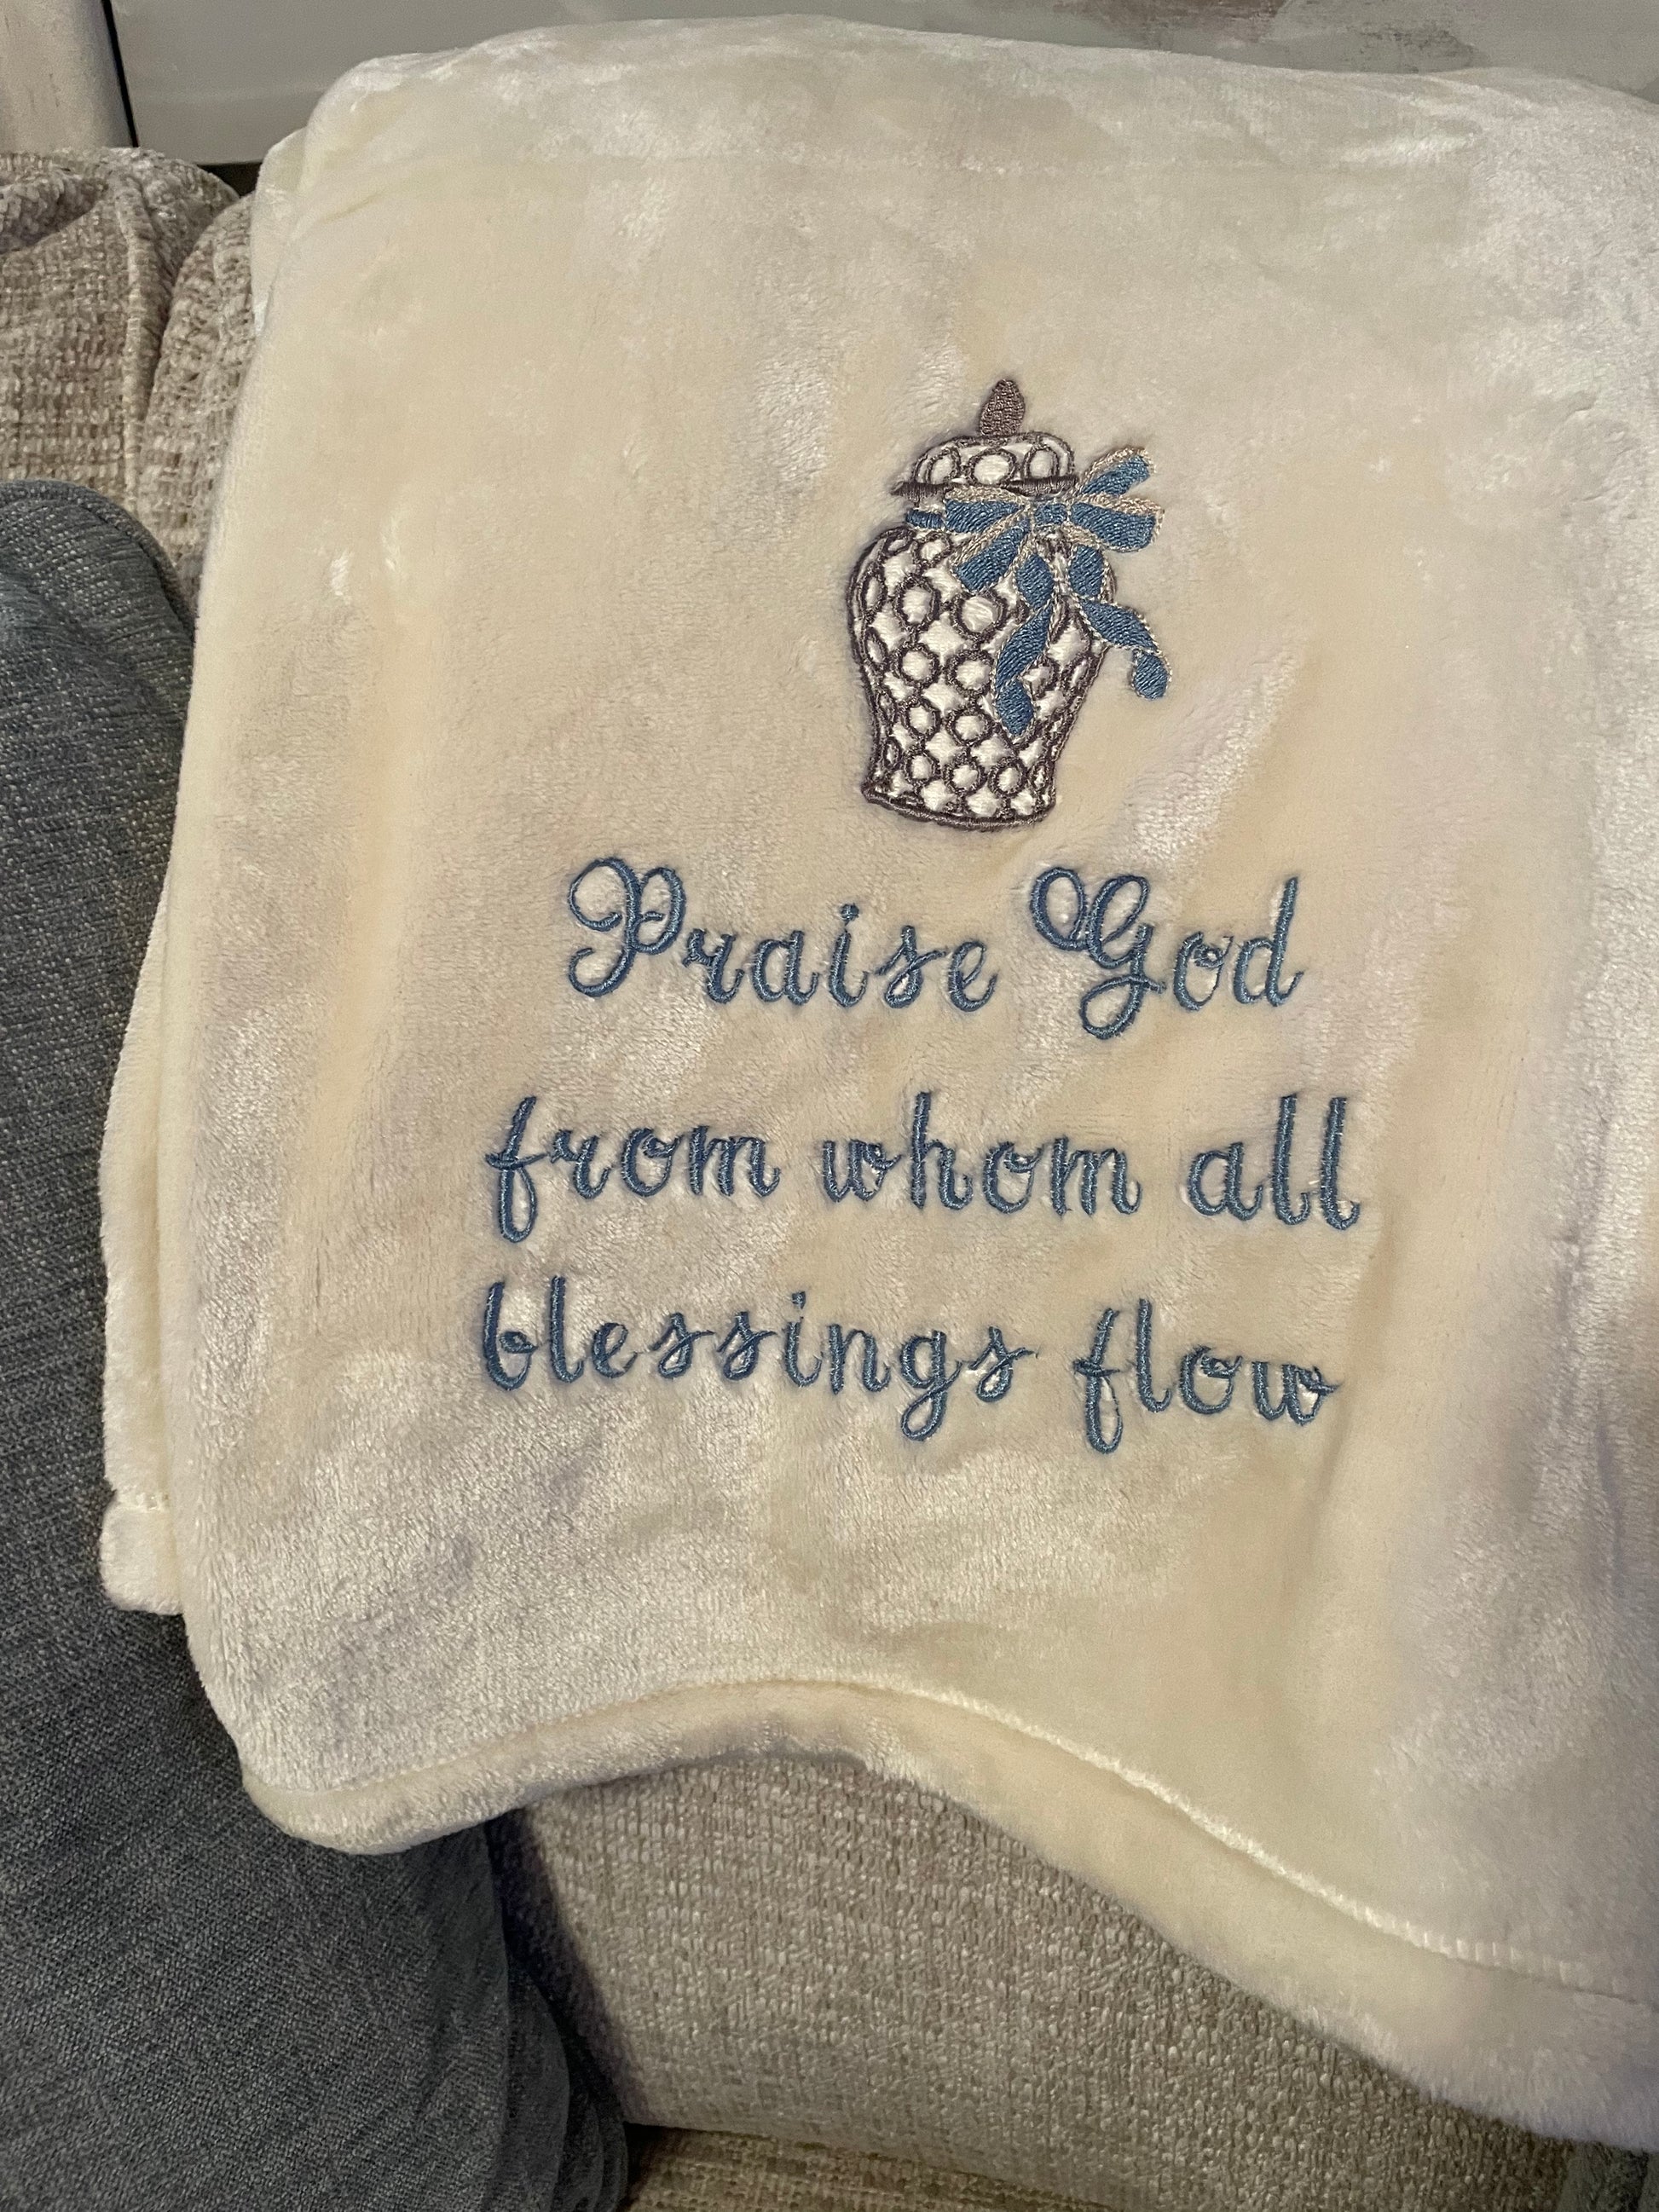 Praise God
from whom all
blessings flow